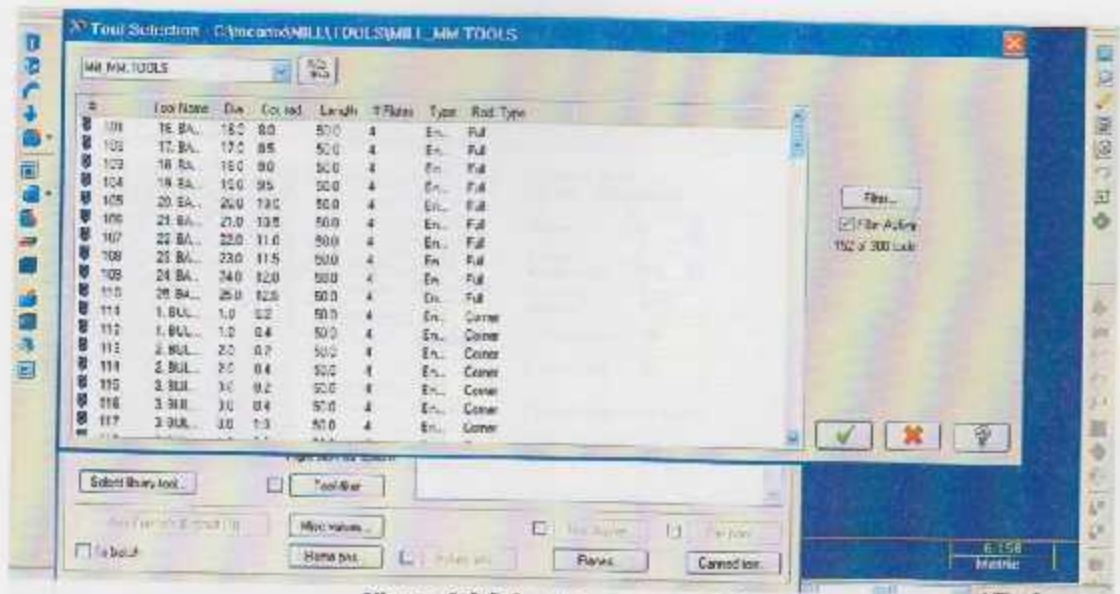 Tool Selection - C:\mcamx\MILL\TOOLS\MILL_MM.TOOLS
Mill_MM.TOOLS
# Tool Name Dia. Cor. rad. Length # Flutes Type Rad. Type
101 16. BA... 16.0 8.0 50.0 4 En... Full
102 17. BA... 17.0 8.5 50.0 4 En... Full
103 18. BA... 18.0 9.0 50.0 4 En... Full
104 19. BA... 19.0 9.5 50.0 4 En... Full
105 20. BA... 20.0 10.0 50.0 4 En... Full
106 21. BA... 21.0 10.5 50.0 4 En... Full
107 22. BA... 22.0 11.0 50.0 4 En... Full
108 23. BA... 23.0 11.5 50.0 4 En... Full
109 24. BA... 24.0 12.0 50.0 4 En... Full
110 25. BA... 25.0 12.5 50.0 4 En... Full
111 1. BUL... 1.0 0.2 50.0 4 En... Corner
112 1. BUL... 1.0 0.4 50.0 4 En... Corner
113 2. BUL... 2.0 0.2 50.0 4 En... Corner
114 2. BUL... 2.0 0.4 50.0 4 En... Corner
115 3. BUL... 3.0 0.2 50.0 4 En... Corner
116 3. BUL... 3.0 0.4 50.0 4 En... Corner
117 3. BUL... 3.0 1.0 50.0 4 En... Corner
Filter...
Filter Active
152 of 300 tools
Select library tool...
Tool filter
Misc values...
To batch
Home pos.
Planes...
Canned text...
6.158
Metric